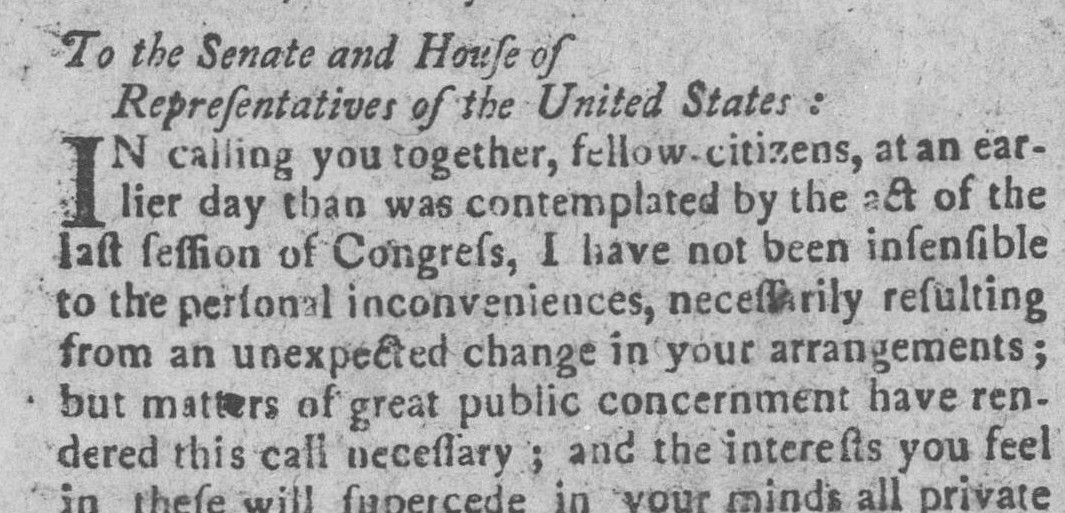 To the Senate and Houſe of
Repreſentatives of the United States :
IN calling you together, fellow-citizens, at an ear-
lier day than was contemplated by the act of the
laſt ſeſſion of Congreſs, I have not been inſenſible
to the perſonal inconveniences, neceſſarily reſulting
from an unexpected change in your arrangements ;
but matters of great public concernment have ren-
dered this call neceſſary ; and the intereſts you feel
in theſe will ſupercede in your minds all private